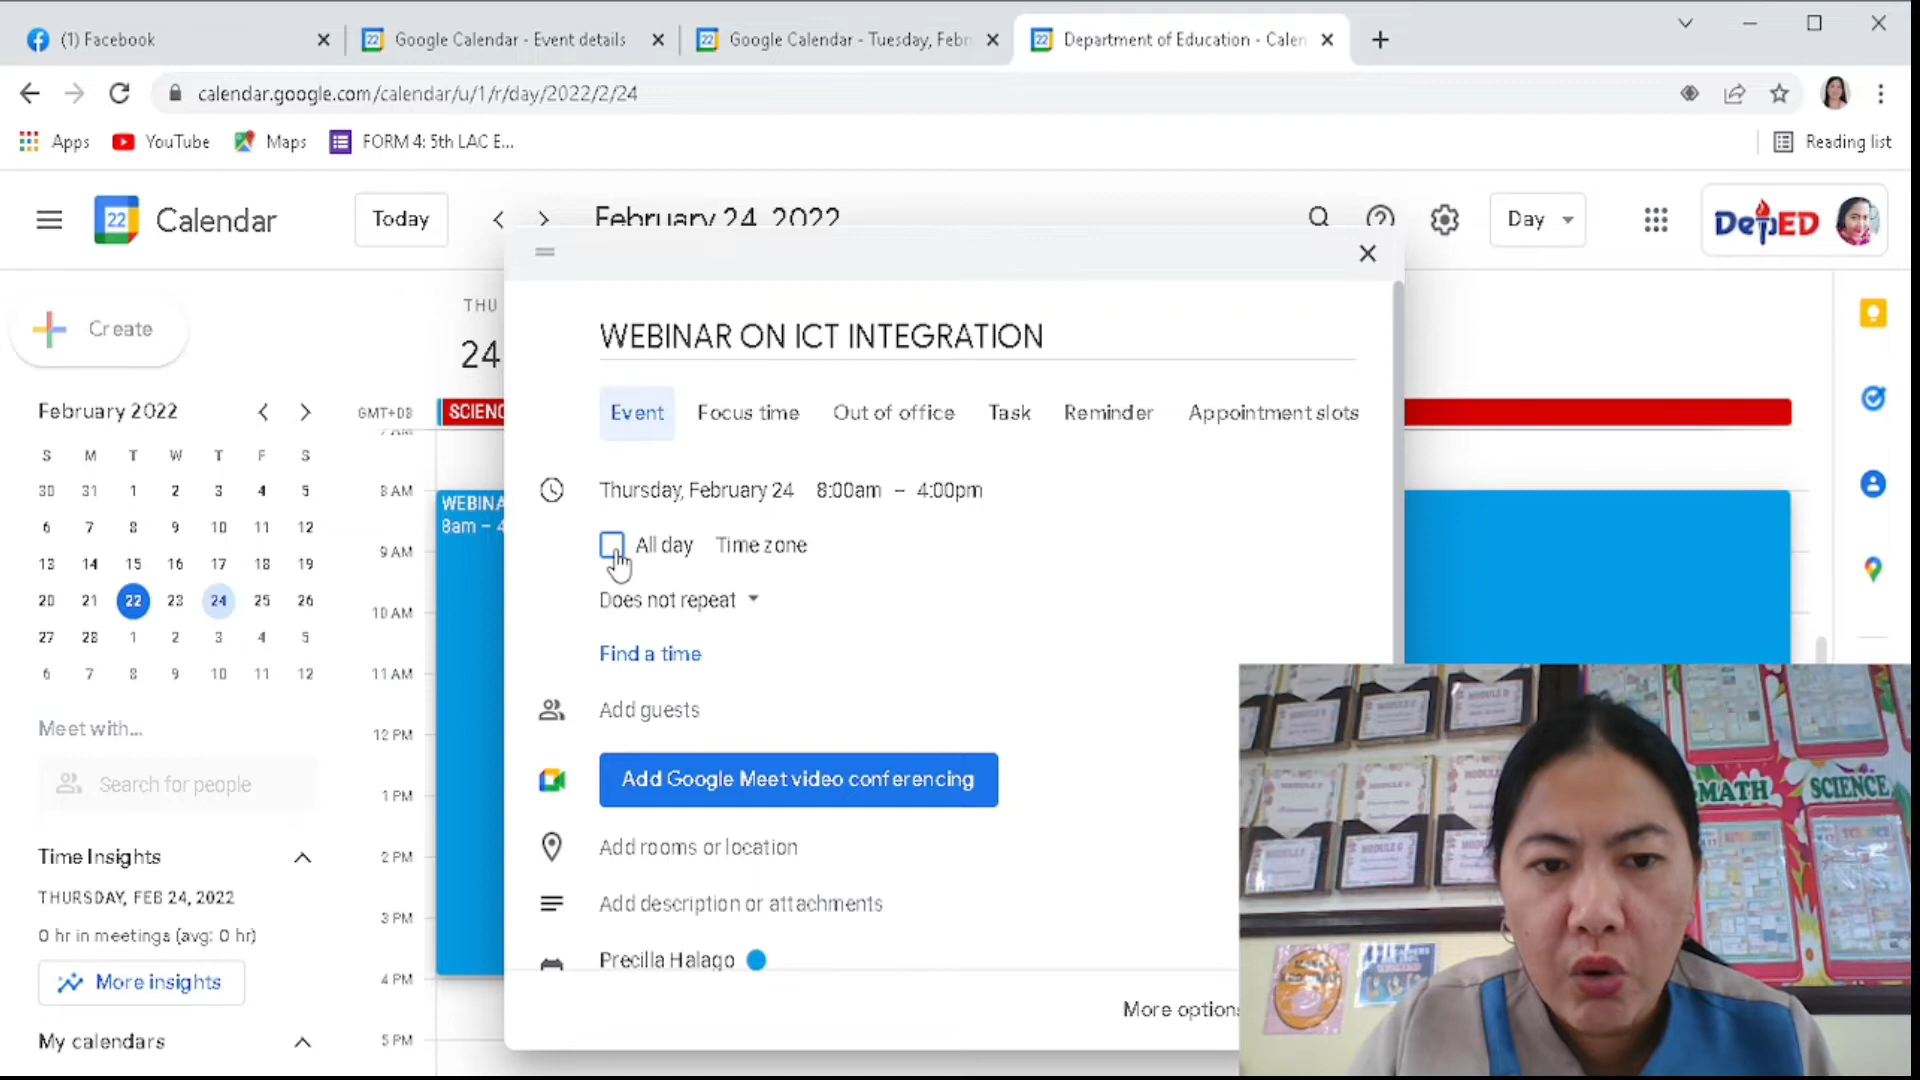 (1) Facebook
Google Calendar - Event details
Google Calendar - Tuesday, Febr
Department of Education - Calen
calendar.google.com/calendar/u/1/r/day/2022/2/24
Apps
YouTube
Maps
FORM 4: 5th LAC E...
Reading list
22
Calendar
Today
February 24, 2022
Day
DepED
Create
THU
24
WEBINAR ON ICT INTEGRATION
Event
Focus time
Out of office
Task
Reminder
Appointment slots
February 2022
S M T W T F S
30 31 1 2 3 4 5
6 7 8 9 10 11 12
13 14 15 16 17 18 19
20 21 22 23 24 25 26
27 28 1 2 3 4 5
6 7 8 9 10 11 12
GMT+08
SCIENC
7 AM
8 AM
9 AM
10 AM
11 AM
12 PM
1 PM
2 PM
3 PM
4 PM
5 PM
WEBINA
8am – 4
Thursday, February 24 8:00am – 4:00pm
All day Time zone
Does not repeat
Find a time
Add guests
Add Google Meet video conferencing
Add rooms or location
Add description or attachments
Precilla Halago
More option
Meet with...
Search for people
Time Insights
THURSDAY, FEB 24, 2022
0 hr in meetings (avg: 0 hr)
More insights
My calendars
MATH
SCIENCE